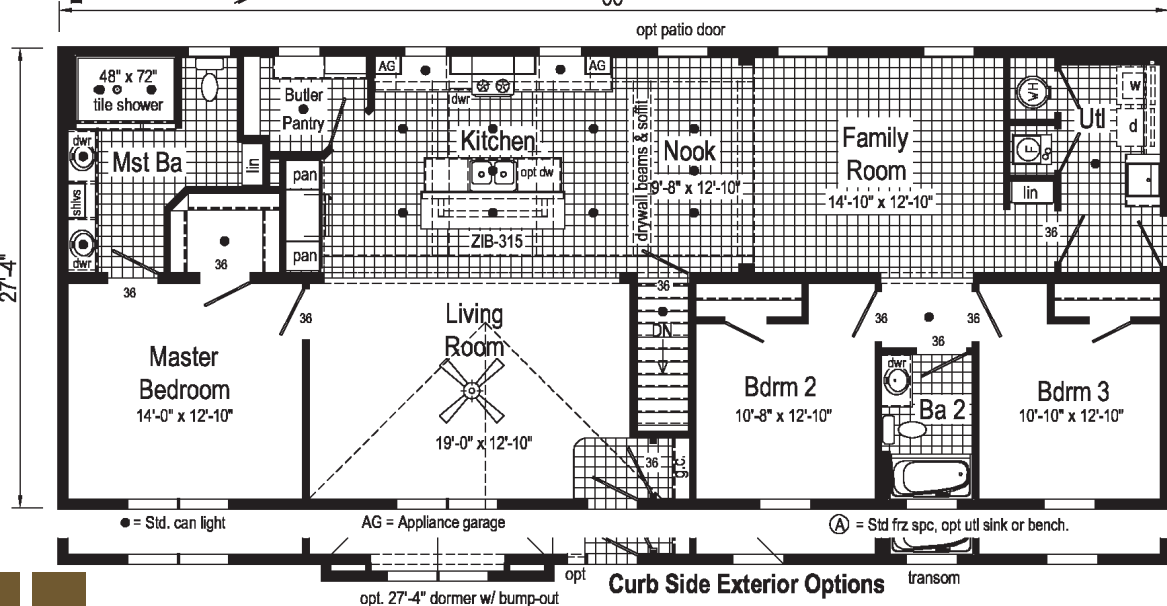 opt patio door
27'-4"
48" x 72"
tile shower
Butler
Pantry
AG
AG
dwr
Kitchen
opt dw
ZIB-315
drywall beams & soffit
Nook
9'-8" x 12'-10"
Family
Room
14'-10" x 12'-10"
WH
F
lin
Utl
w
d
36
dwr
Mst Ba
shlvs
dwr
lin
pan
pan
36
36
36
Living
Room
19'-0" x 12'-10"
Master
Bedroom
14'-0" x 12'-10"
36
DN
36
g.c.
Bdrm 2
10'-8" x 12'-10"
36
36
36
dwr
Ba 2
Bdrm 3
10'-10" x 12'-10"
● = Std. can light
AG = Appliance garage
Ⓐ = Std frz spc, opt utl sink or bench.
opt
Curb Side Exterior Options
transom
opt. 27'-4" dormer w/ bump-out